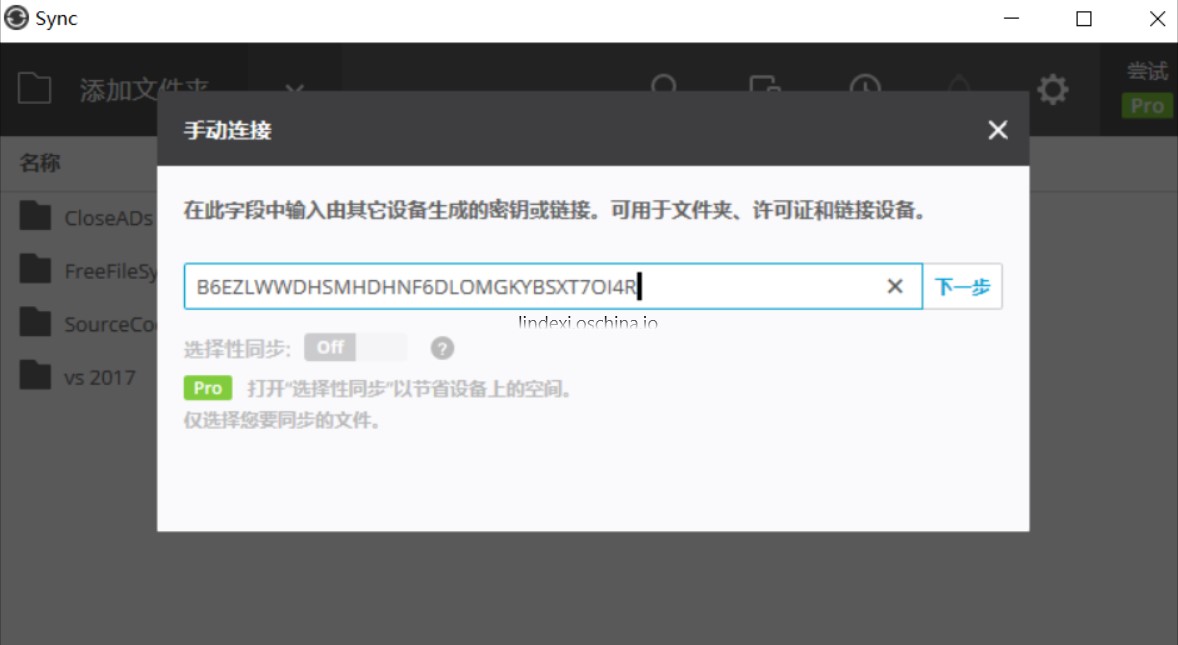 Sync
添加文件夹
尝试
Pro
名称
CloseADs
FreeFileSy
SourceCo
vs 2017
手动连接
在此字段中输入由其它设备生成的密钥或链接。可用于文件夹、许可证和链接设备。
B6EZLWWDHSMHDHNF6DLOMGKYBSXT7OI4R
下一步
lindexi.oschina.io
选择性同步: Off ?
Pro 打开“选择性同步”以节省设备上的空间。
仅选择您要同步的文件。